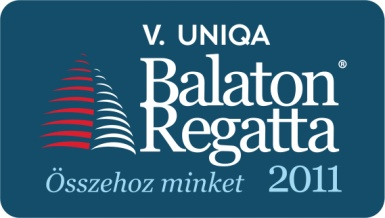 V. UNIQA
Balaton®
Regatta
Összehoz minket 2011